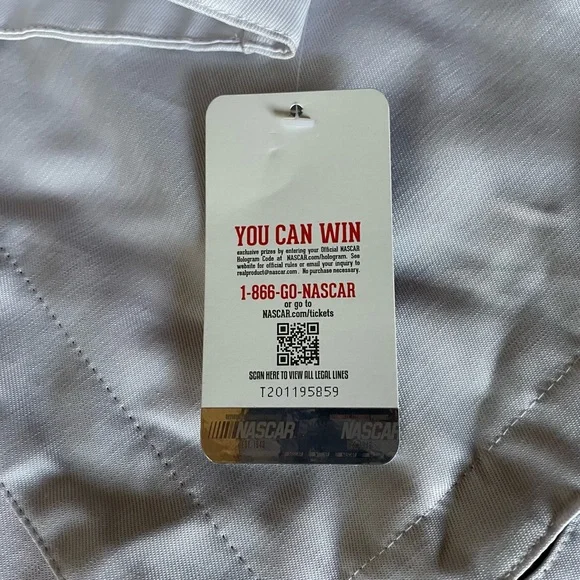 YOU CAN WIN
exclusive prizes by entering your Official NASCAR
Hologram Code at NASCAR.com/hologram. See
website for official rules or email your inquiry to
realproduct@nascar.com. No purchase necessary.
1-866-GO-NASCAR
or go to
NASCAR.com/tickets
SCAN HERE TO VIEW ALL LEGAL LINES
T201195859
NASCAR NASCAR